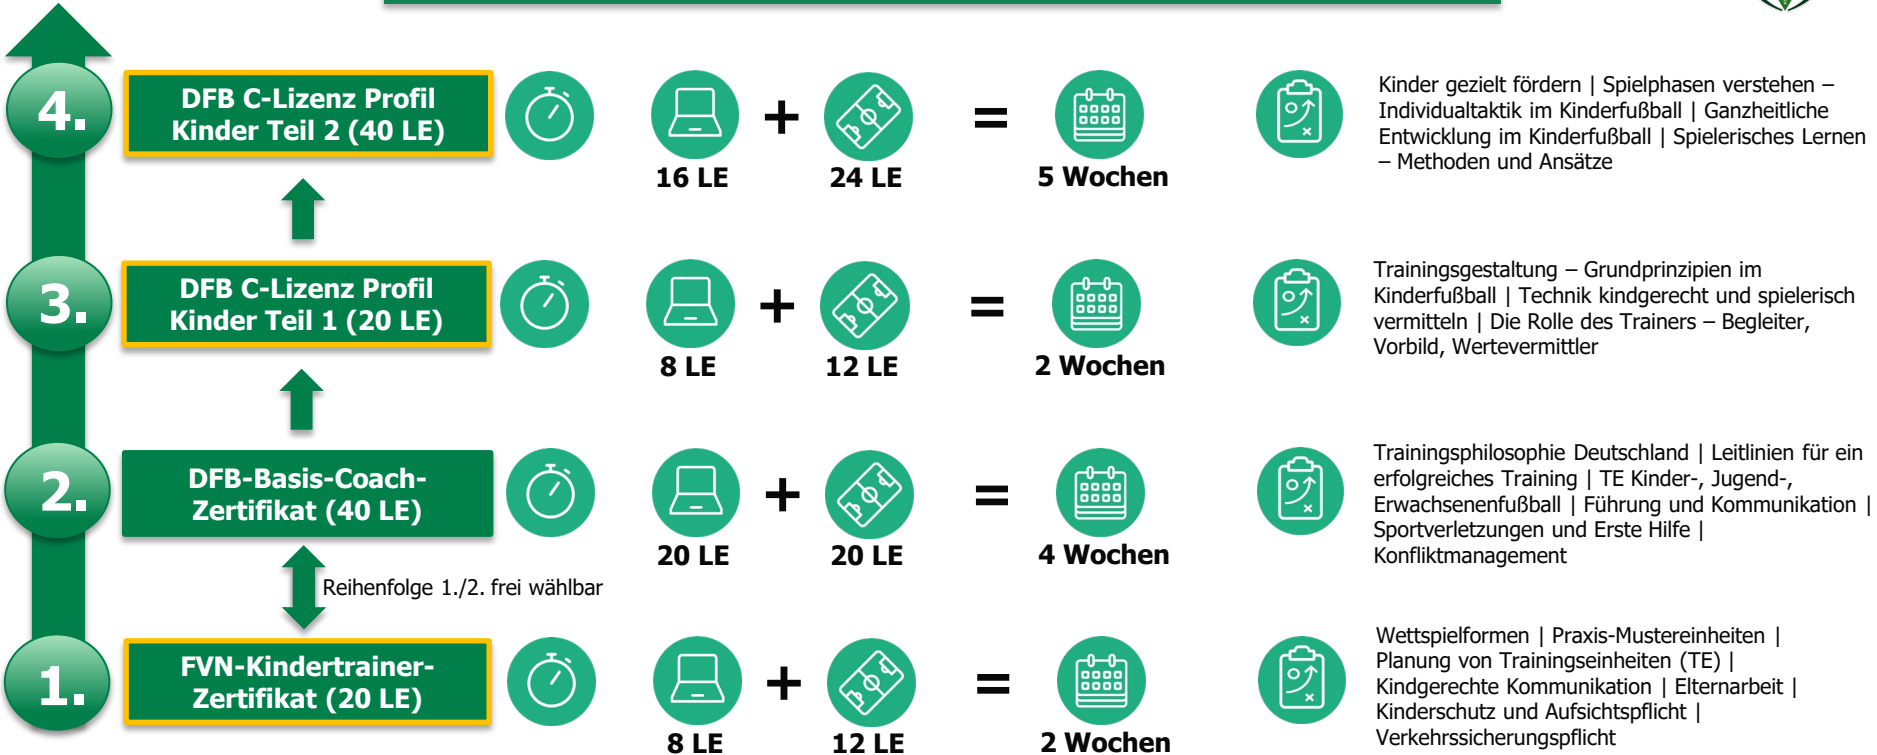 4.
DFB C-Lizenz Profil
Kinder Teil 2 (40 LE)
+
=
16 LE
24 LE
5 Wochen
Kinder gezielt fördern | Spielphasen verstehen –
Individualtaktik im Kinderfußball | Ganzheitliche
Entwicklung im Kinderfußball | Spielerisches Lernen
– Methoden und Ansätze
3.
DFB C-Lizenz Profil
Kinder Teil 1 (20 LE)
+
=
8 LE
12 LE
2 Wochen
Trainingsgestaltung – Grundprinzipien im
Kinderfußball | Technik kindgerecht und spielerisch
vermitteln | Die Rolle des Trainers – Begleiter,
Vorbild, Wertevermittler
2.
DFB-Basis-Coach-
Zertifikat (40 LE)
+
=
20 LE
20 LE
4 Wochen
Trainingsphilosophie Deutschland | Leitlinien für ein
erfolgreiches Training | TE Kinder-, Jugend-,
Erwachsenenfußball | Führung und Kommunikation |
Sportverletzungen und Erste Hilfe |
Konfliktmanagement
Reihenfolge 1./2. frei wählbar
1.
FVN-Kindertrainer-
Zertifikat (20 LE)
+
=
8 LE
12 LE
2 Wochen
Wettspielformen | Praxis-Mustereinheiten |
Planung von Trainingseinheiten (TE) |
Kindgerechte Kommunikation | Elternarbeit |
Kinderschutz und Aufsichtspflicht |
Verkehrssicherungspflicht